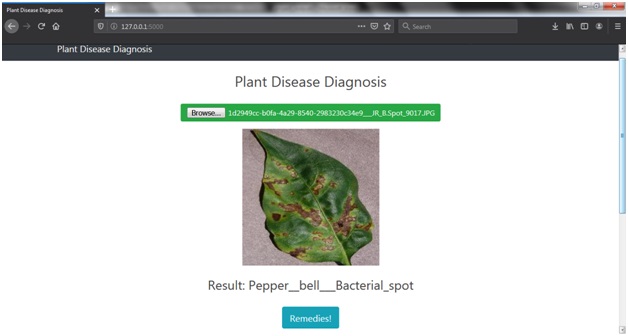 Plant Disease Diagnosis
127.0.0.1:5000
Search
Plant Disease Diagnosis
Plant Disease Diagnosis
Browse... 1d2949cc-b0fa-4a29-8540-2983230c34e9___JR_B.Spot_9017.JPG
Result: Pepper__bell___Bacterial_spot
Remedies!